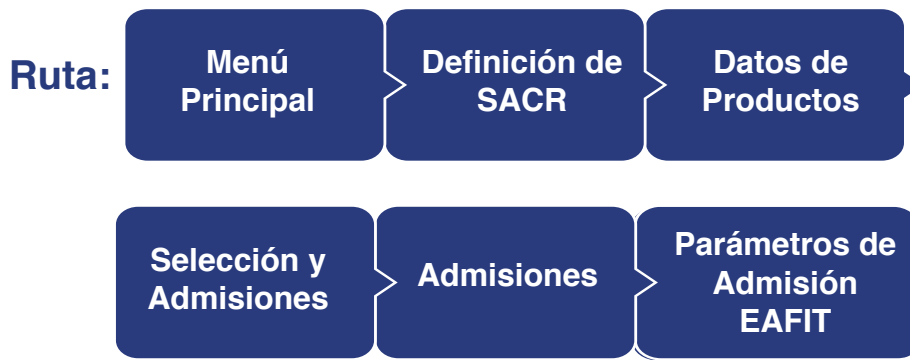 Ruta:
Menú
Principal
Definición de
SACR
Datos de
Productos
Selección y
Admisiones
Admisiones
Parámetros de
Admisión
EAFIT